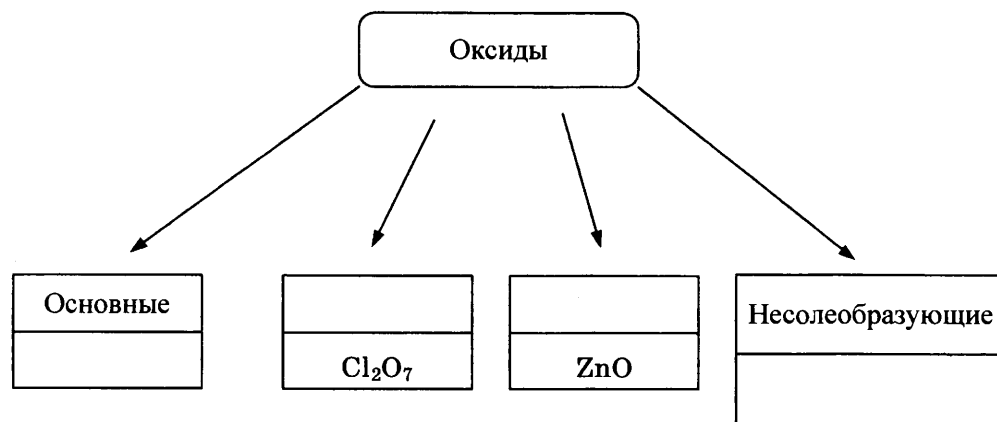 Оксиды
Основные
Несолеобразующие
Cl₂O₇
ZnO